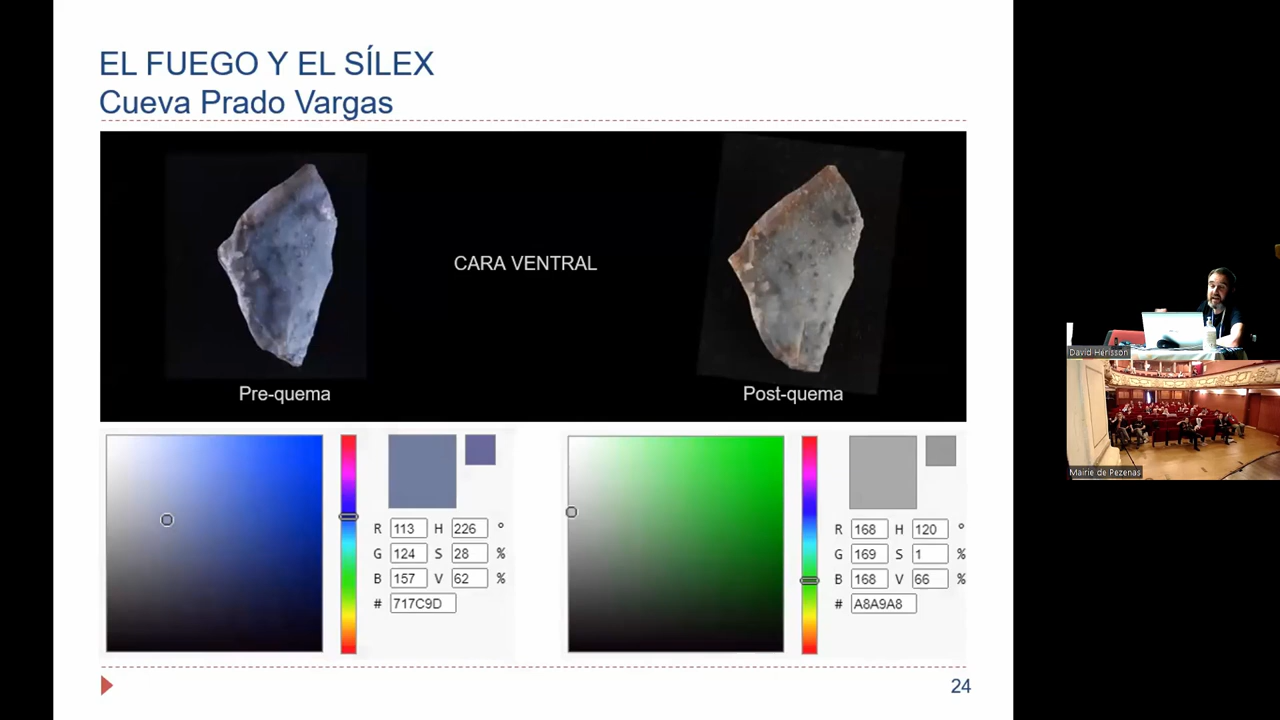 EL FUEGO Y EL SÍLEX
Cueva Prado Vargas
CARA VENTRAL
Pre-quema
Post-quema
R 113 H 226 °
G 124 S 28 %
B 157 V 62 %
# 717C9D
R 168 H 120 °
G 169 S 1 %
B 168 V 66 %
# A8A9A8
24
David Herisson
Mairie de Pezenas